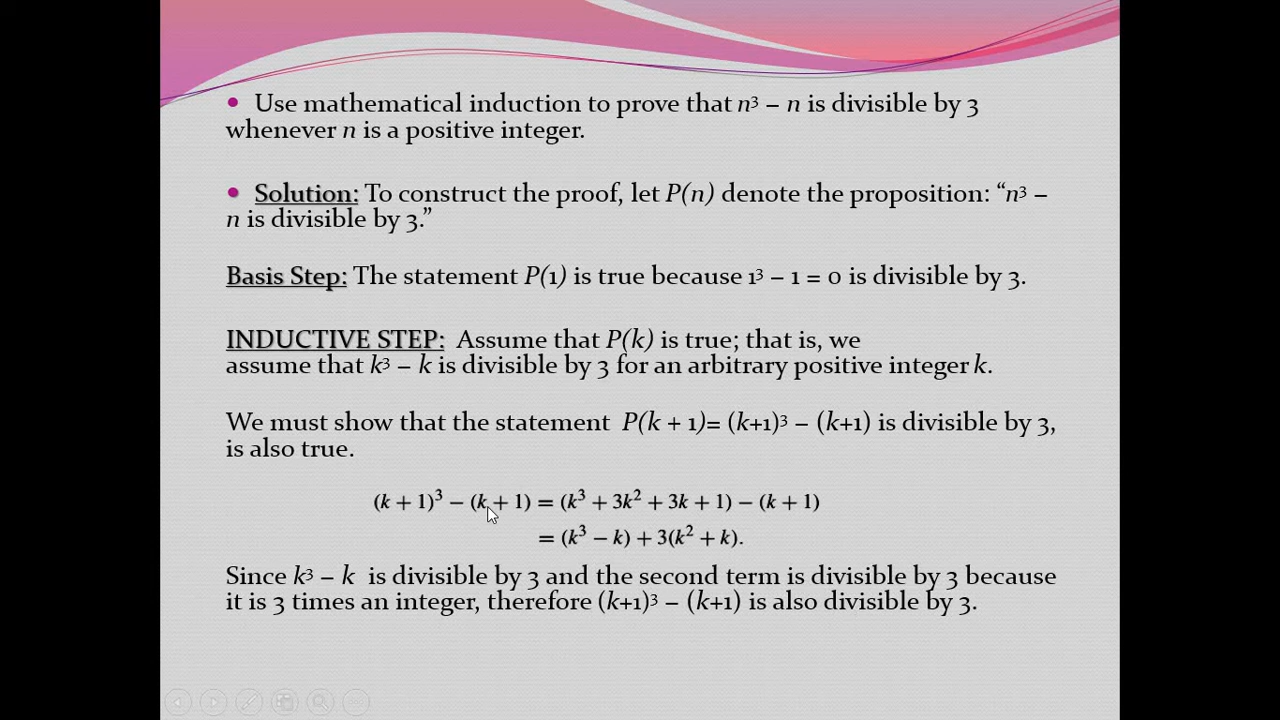 • Use mathematical induction to prove that n³ − n is divisible by 3
whenever n is a positive integer.
• Solution: To construct the proof, let P(n) denote the proposition: “n³ −
n is divisible by 3.”
Basis Step: The statement P(1) is true because 1³ − 1 = 0 is divisible by 3.
INDUCTIVE STEP: Assume that P(k) is true; that is, we
assume that k³ − k is divisible by 3 for an arbitrary positive integer k.
We must show that the statement P(k + 1)= (k+1)³ − (k+1) is divisible by 3,
is also true.
(k + 1)³ − (k + 1) = (k³ + 3k² + 3k + 1) − (k + 1)
= (k³ − k) + 3(k² + k).
Since k³ − k is divisible by 3 and the second term is divisible by 3 because
it is 3 times an integer, therefore (k+1)³ − (k+1) is also divisible by 3.